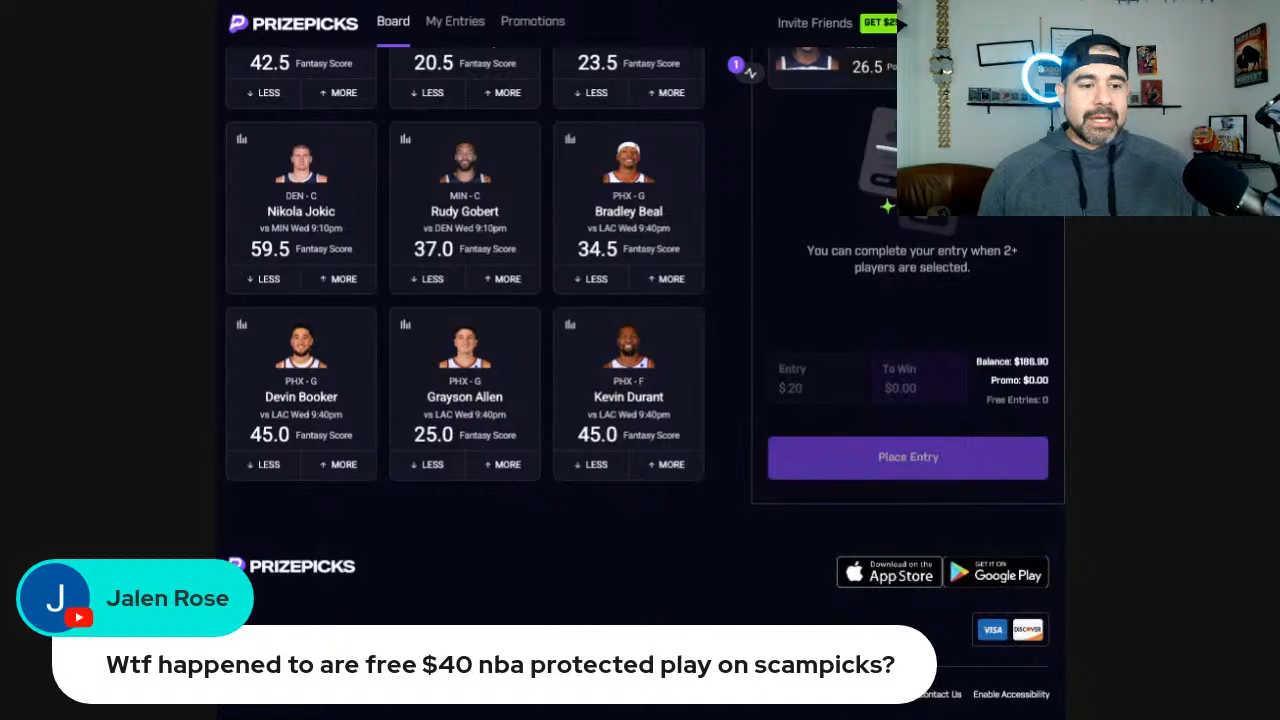 PRIZEPICKS Board My Entries Promotions Invite Friends GET $25
42.5 Fantasy Score 20.5 Fantasy Score 23.5 Fantasy Score
↓ LESS ↑ MORE ↓ LESS ↑ MORE ↓ LESS ↑ MORE
1
26.5
DEN - C MIN - C PHX - G
Nikola Jokic Rudy Gobert Bradley Beal
vs MIN Wed 9:10pm vs DEN Wed 9:10pm vs LAC Wed 9:40pm
59.5 Fantasy Score 37.0 Fantasy Score 34.5 Fantasy Score
↓ LESS ↑ MORE ↓ LESS ↑ MORE ↓ LESS ↑ MORE
You can complete your entry when 2+
players are selected.
PHX - G PHX - G PHX - F
Devin Booker Grayson Allen Kevin Durant
vs LAC Wed 9:40pm vs LAC Wed 9:40pm vs LAC Wed 9:40pm
45.0 Fantasy Score 25.0 Fantasy Score 45.0 Fantasy Score
↓ LESS ↑ MORE ↓ LESS ↑ MORE ↓ LESS ↑ MORE
Entry To Win Balance: $186.90
$ 20 $0.00 Promo: $0.00
Free Entries: 0
Place Entry
PRIZEPICKS
Download on the
App Store
GET IT ON
Google Play
VISA DISCOVER
J Jalen Rose
Wtf happened to are free $40 nba protected play on scampicks?
Contact Us Enable Accessibility